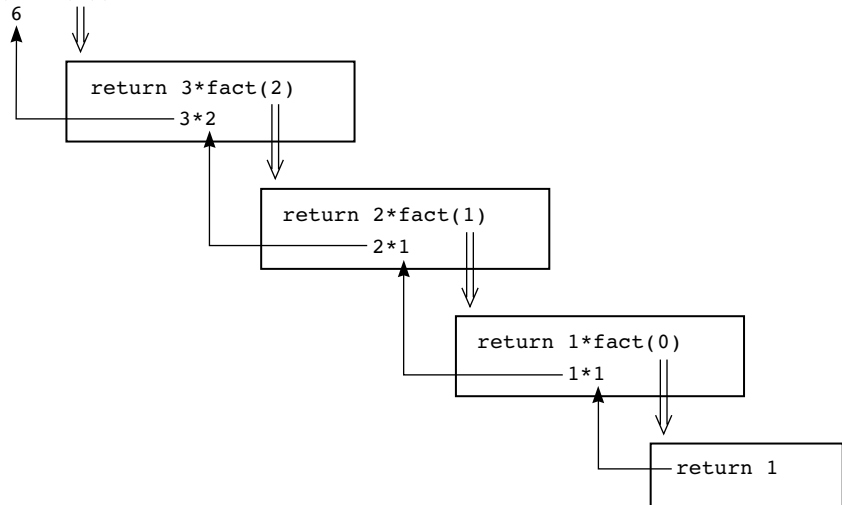 6
return 3*fact(2)
3*2
return 2*fact(1)
2*1
return 1*fact(0)
1*1
return 1